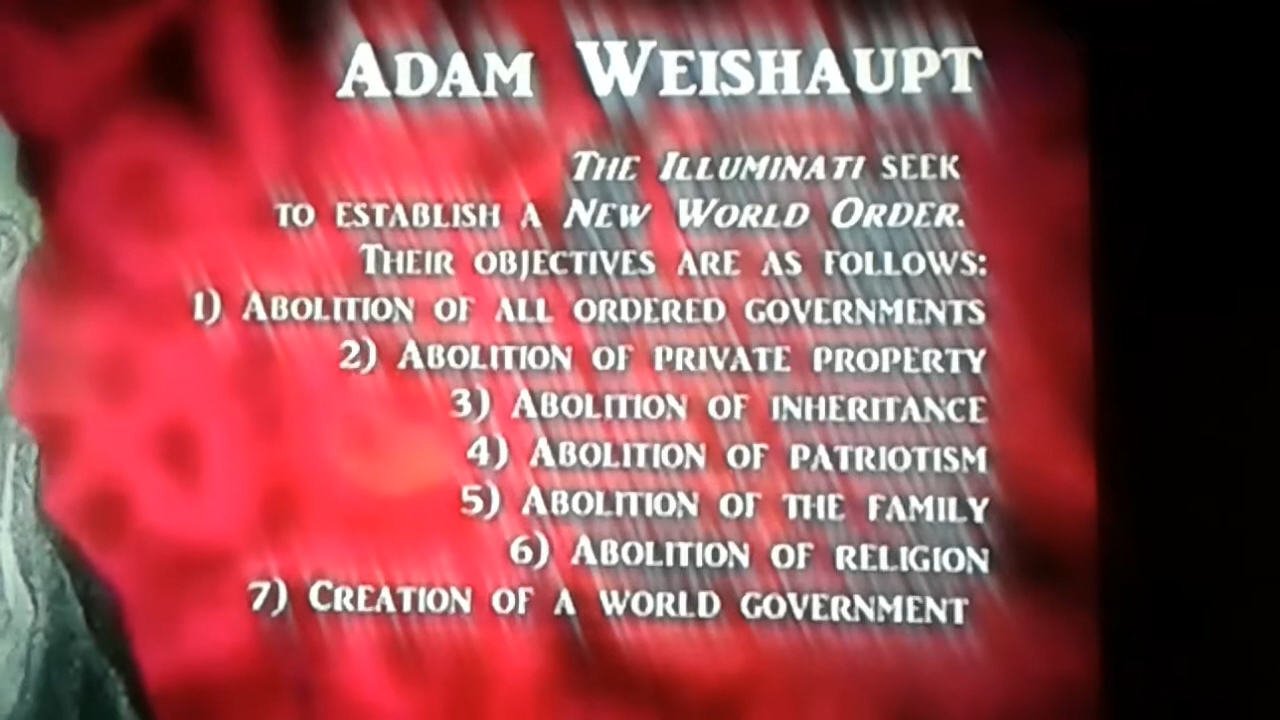 ADAM WEISHAUPT
THE ILLUMINATI SEEK
TO ESTABLISH A NEW WORLD ORDER.
THEIR OBJECTIVES ARE AS FOLLOWS:
1) ABOLITION OF ALL ORDERED GOVERNMENTS
2) ABOLITION OF PRIVATE PROPERTY
3) ABOLITION OF INHERITANCE
4) ABOLITION OF PATRIOTISM
5) ABOLITION OF THE FAMILY
6) ABOLITION OF RELIGION
7) CREATION OF A WORLD GOVERNMENT